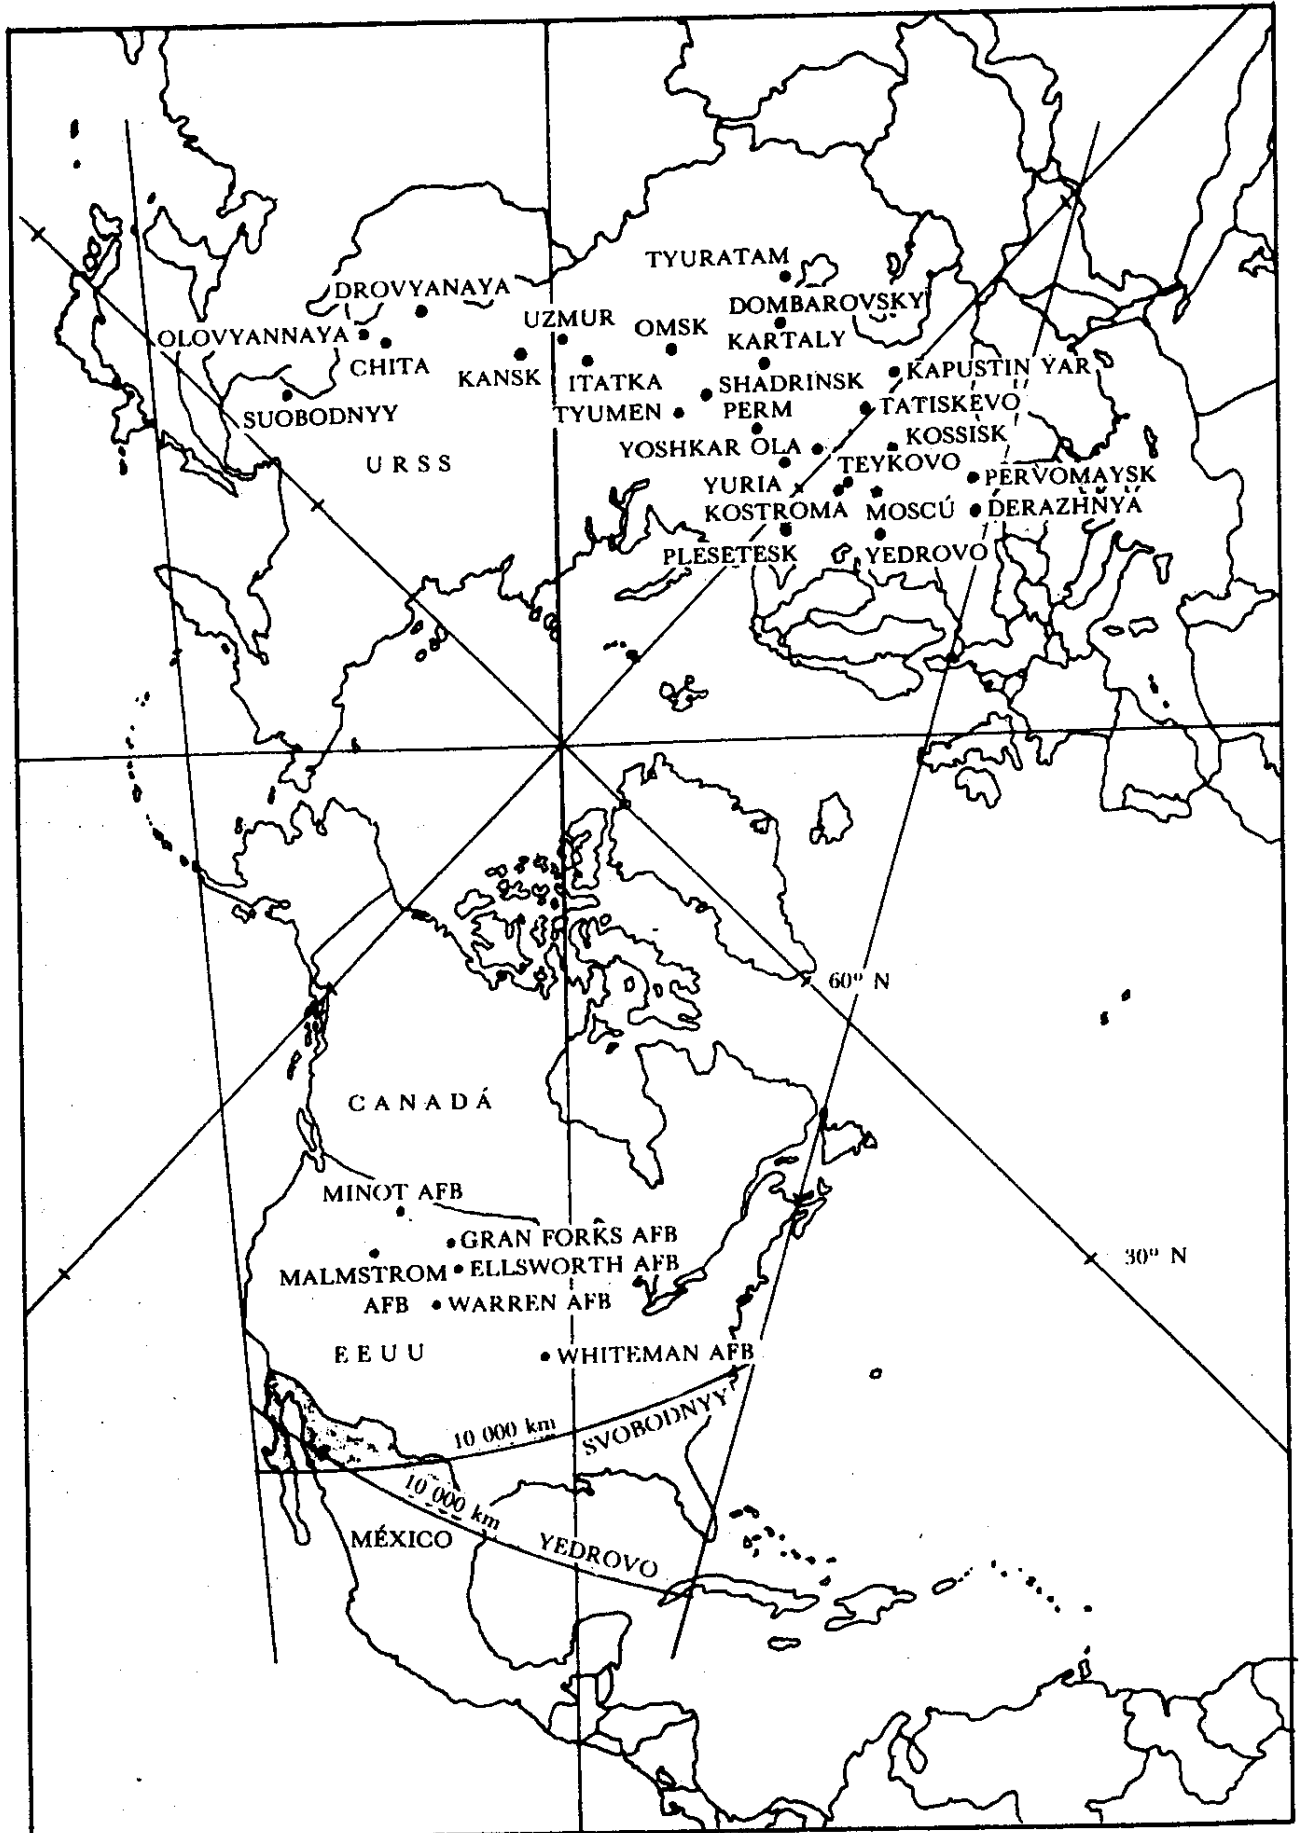 TYURATAM
DROVYANAYA
DOMBAROVSKY
UZMUR
OMSK
OLOVYANNAYA
KARTALY
CHITA
KANSK
ITATKA
SHADRINSK
KAPUSTIN YAR
SUOBODNYY
TYUMEN
PERM
TATISKEVO
YOSHKAR OLA
KOSSISK
URSS
TEYKOVO
YURIA
PERVOMAYSK
KOSTROMA
MOSCÚ
DERAZHNYA
PLESETESK
YEDROVO
60º N
CANADÁ
MINOT AFB
GRAN FORKS AFB
30º N
MALMSTROM
AFB
ELLSWORTH AFB
WARREN AFB
EEUU
WHITEMAN AFB
10 000 km
SVOBODNYY
10 000 km
MÉXICO
YEDROVO